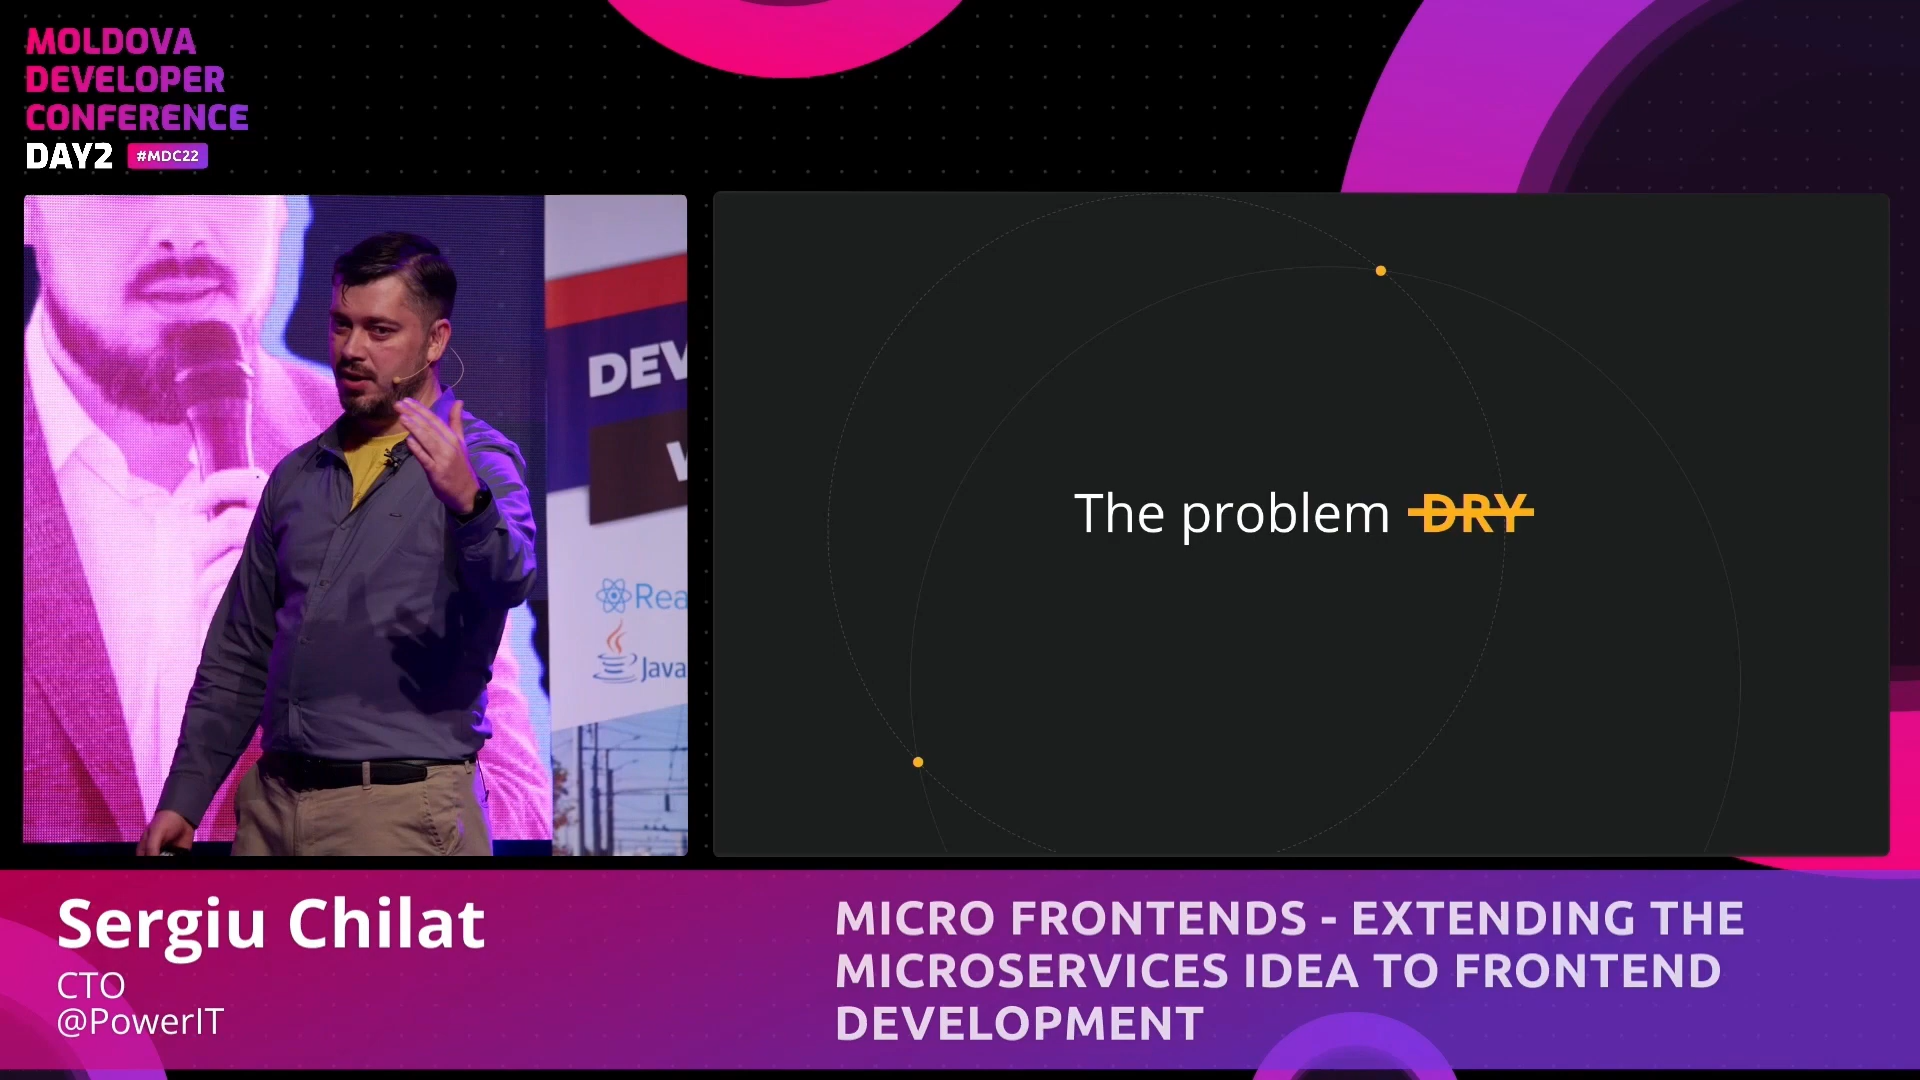 MOLDOVA
DEVELOPER
CONFERENCE
DAY2 #MDC22
DEV
Rea
Java
The problem DRY
Sergiu Chilat
CTO
@PowerIT
MICRO FRONTENDS - EXTENDING THE
MICROSERVICES IDEA TO FRONTEND
DEVELOPMENT